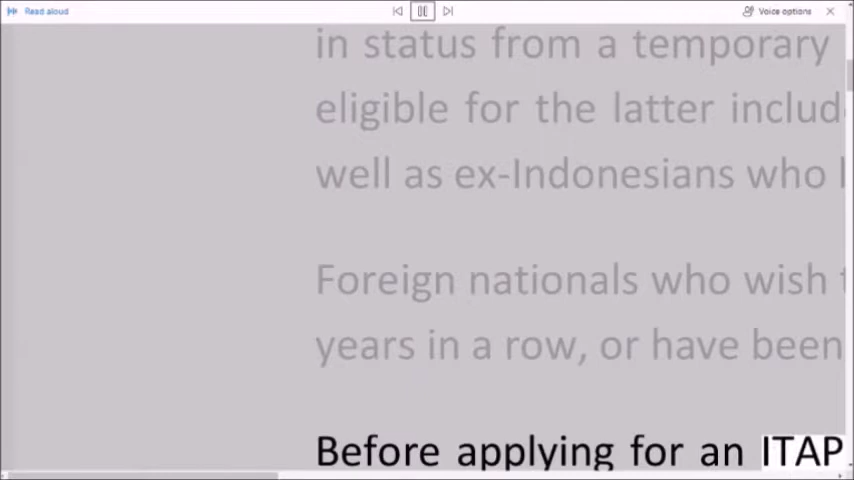 Read aloud
Voice options
in status from a temporary
eligible for the latter includ
well as ex-Indonesians who
Foreign nationals who wish
years in a row, or have been
Before applying for an ITAP